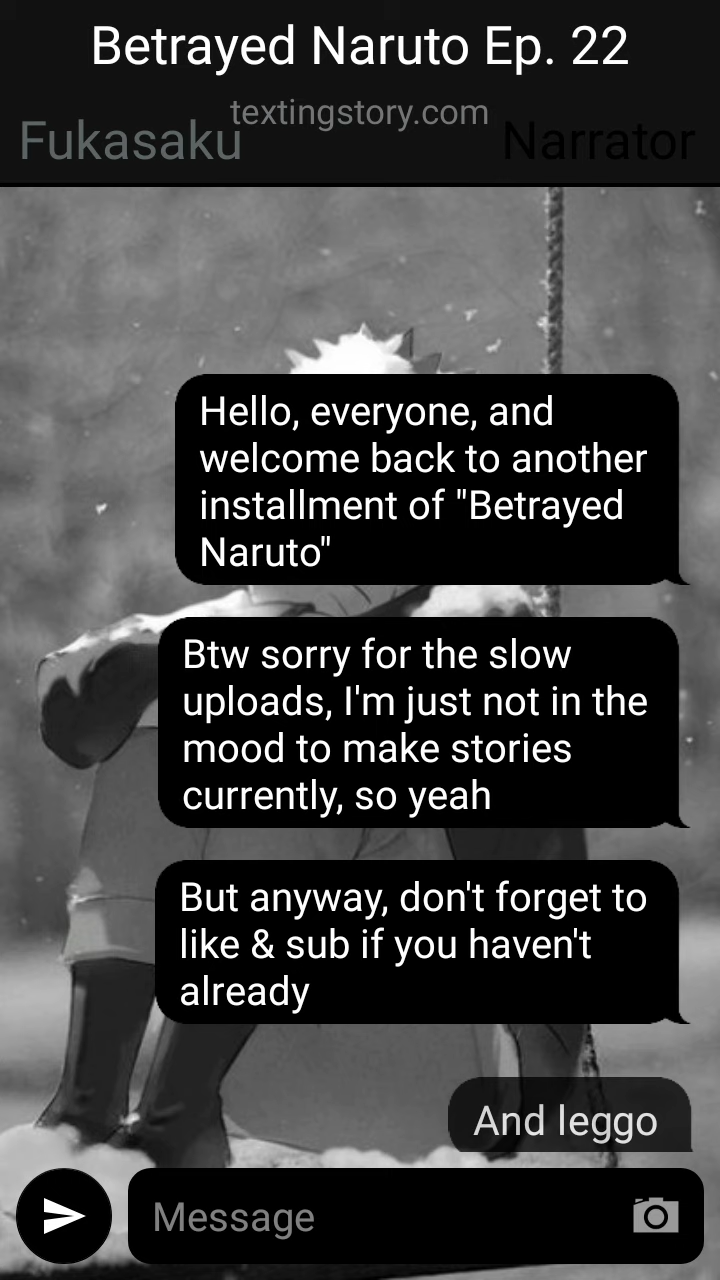 Betrayed Naruto Ep. 22
textingstory.com
Fukasaku
Narrator
Hello, everyone, and
welcome back to another
installment of "Betrayed
Naruto"
Btw sorry for the slow
uploads, I'm just not in the
mood to make stories
currently, so yeah
But anyway, don't forget to
like & sub if you haven't
already
And leggo
Message